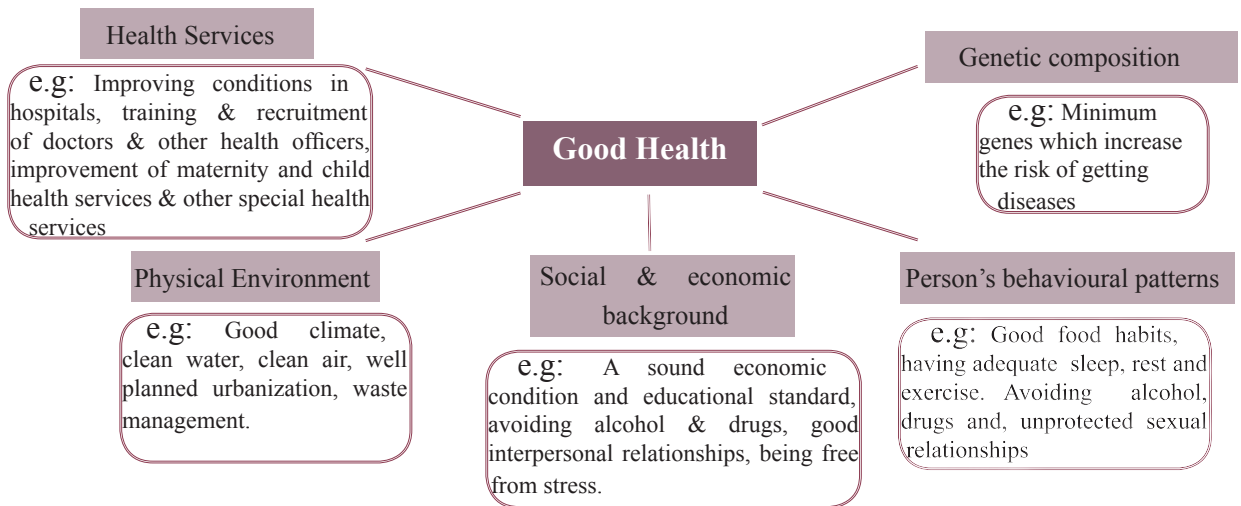 Health Services
e.g: Improving conditions in
hospitals, training & recruitment
of doctors & other health officers,
improvement of maternity and child
health services & other special health
services
Genetic composition
e.g: Minimum
genes which increase
the risk of getting
diseases
Good Health
Physical Environment
e.g: Good climate,
clean water, clean air, well
planned urbanization, waste
management.
Social & economic
background
e.g: A sound economic
condition and educational standard,
avoiding alcohol & drugs, good
interpersonal relationships, being free
from stress.
Person’s behavioural patterns
e.g: Good food habits,
having adequate sleep, rest and
exercise. Avoiding alcohol,
drugs and, unprotected sexual
relationships